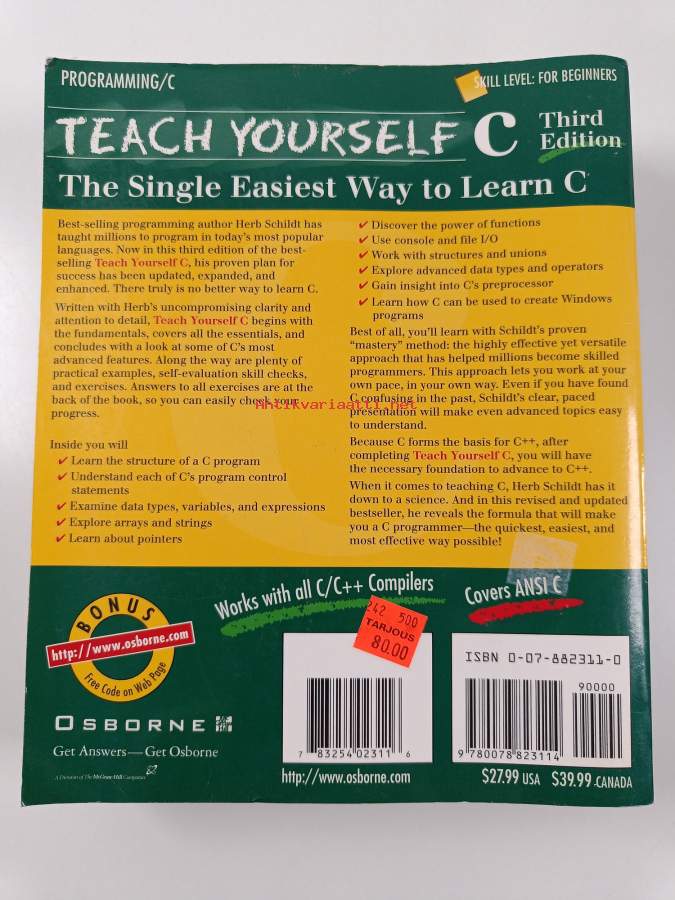 PROGRAMMING/C
SKILL LEVEL: FOR BEGINNERS
TEACH YOURSELF C
Third
Edition
The Single Easiest Way to Learn C
Best-selling programming author Herb Schildt has
taught millions to program in today's most popular
languages. Now in this third edition of the best-
selling Teach Yourself C, his proven plan for
success has been updated, expanded, and
enhanced. There truly is no better way to learn C.
Written with Herb's uncompromising clarity and
attention to detail, Teach Yourself C begins with
the fundamentals, covers all the essentials, and
concludes with a look at some of C's most
advanced features. Along the way are plenty of
practical examples, self-evaluation skill checks,
and exercises. Answers to all exercises are at the
back of the book, so you can easily check your
progress.
Inside you will
✔ Learn the structure of a C program
✔ Understand each of C's program control
statements
✔ Examine data types, variables, and expressions
✔ Explore arrays and strings
✔ Learn about pointers
✔ Discover the power of functions
✔ Use console and file I/O
✔ Work with structures and unions
✔ Explore advanced data types and operators
✔ Gain insight into C's preprocessor
✔ Learn how C can be used to create Windows
programs
Best of all, you'll learn with Schildt's proven
"mastery" method: the highly effective yet versatile
approach that has helped millions become skilled
programmers. This approach lets you work at your
own pace, in your own way. Even if you have found
C confusing in the past, Schildt's clear, paced
presentation will make even advanced topics easy
to understand.
Because C forms the basis for C++, after
completing Teach Yourself C, you will have
the necessary foundation to advance to C++.
When it comes to teaching C, Herb Schildt has it
down to a science. And in this revised and updated
bestseller, he reveals the formula that will make
you a C programmer—the quickest, easiest, and
most effective way possible!
Antikvariaatti.net
BONUS
http://www.osborne.com
Free Code on Web Page
Works with all C/C++ Compilers
Covers ANSI C
242 500
TARJOUS
80.00
OSBORNE
Get Answers—Get Osborne
A Division of The McGraw-Hill Companies
7 83254 02311 6
http://www.osborne.com
ISBN 0-07-882311-0
90000
9 780078 823114
$27.99 USA $39.99 CANADA